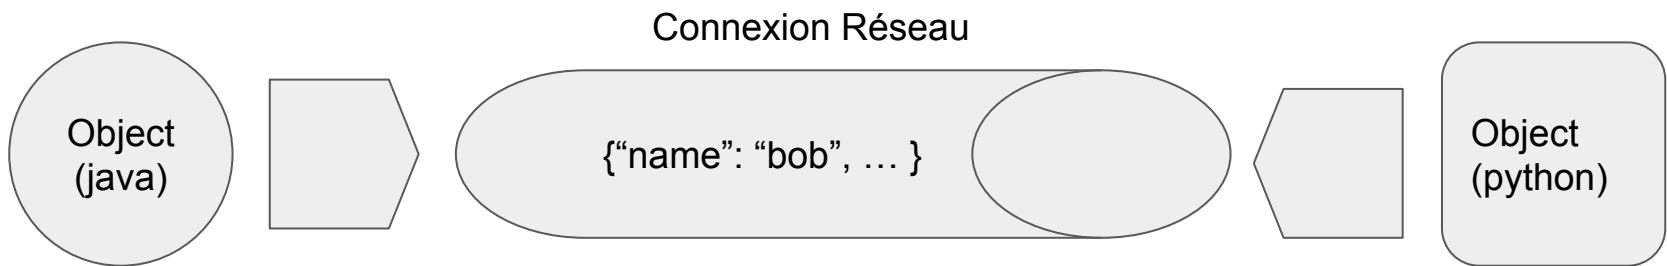 Connexion Réseau
Object
(java)
{“name”: “bob”, … }
Object
(python)